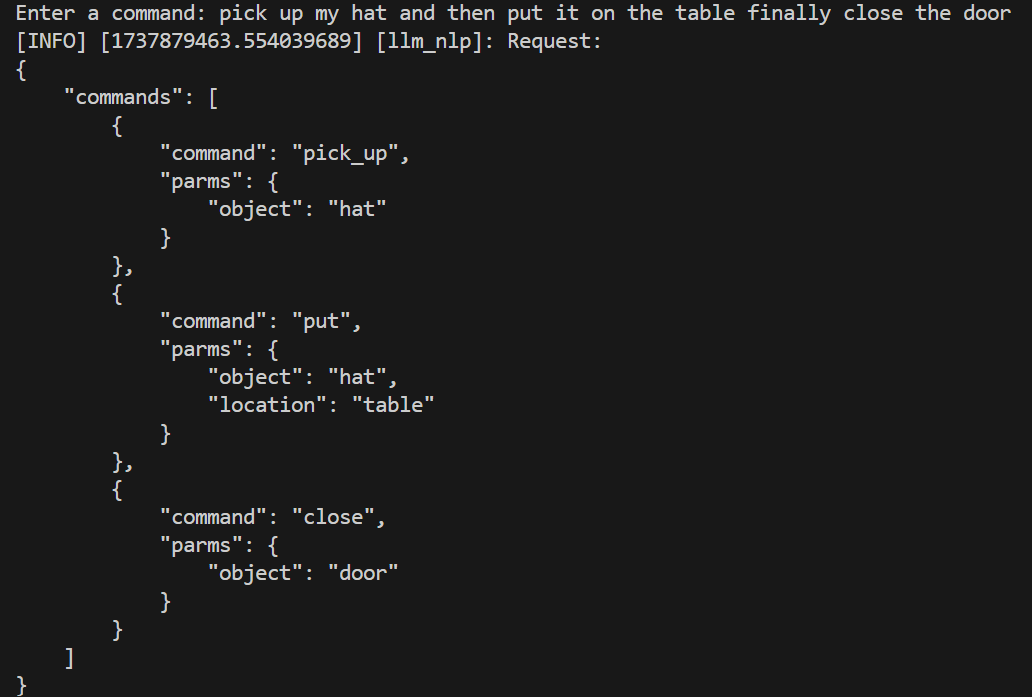 Enter a command: pick up my hat and then put it on the table finally close the door
[INFO] [1737879463.554039689] [llm_nlp]: Request:
{
    "commands": [
        {
            "command": "pick_up",
            "parms": {
                "object": "hat"
            }
        },
        {
            "command": "put",
            "parms": {
                "object": "hat",
                "location": "table"
            }
        },
        {
            "command": "close",
            "parms": {
                "object": "door"
            }
        }
    ]
}